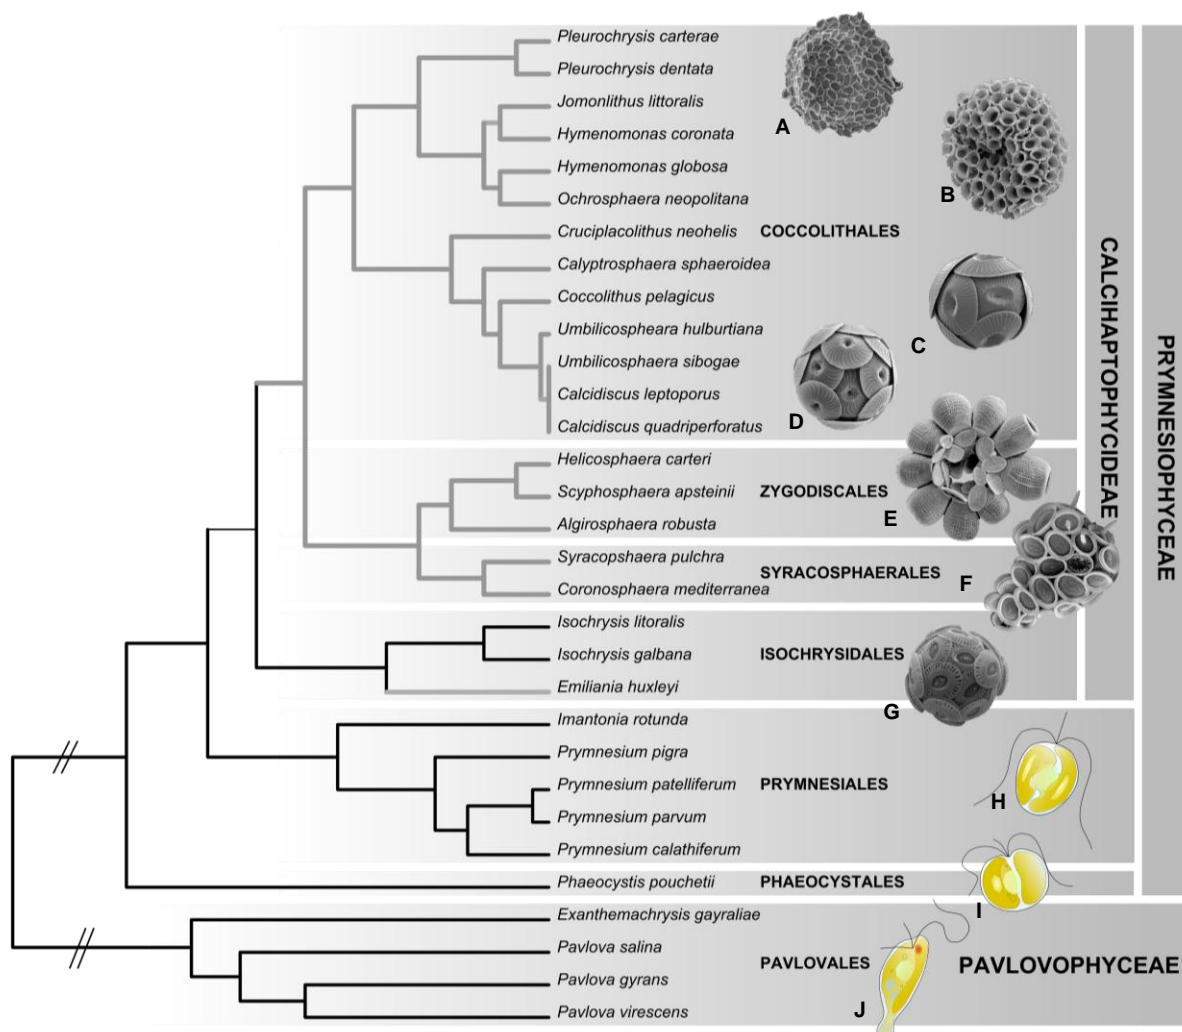 Pleurochrysis carterae
Pleurochrysis dentata
Jomonlithus littoralis
A
Hymenomonas coronata
Hymenomonas globosa
B
Ochrosphaera neopolitana
Cruciplacolithus neohelis COCCOLITHALES
Calyptrosphaera sphaeroidea
Coccolithus pelagicus
Umbilicospheara hulburtiana
C
Umbilicosphaera sibogae
Calcidiscus leptoporus
Calcidiscus quadriperforatus
D
Helicosphaera carteri
Scyphosphaera apsteinii ZYGODISCALES
E
Algirosphaera robusta
Syracopshaera pulchra
SYRACOSPHAERALES
F
Coronosphaera mediterranea
Isochrysis litoralis
Isochrysis galbana ISOCHRYSIDALES
Emiliania huxleyi
G
Imantonia rotunda
Prymnesium pigra
Prymnesium patelliferum PRYMNESIALES
H
Prymnesium parvum
Prymnesium calathiferum
Phaeocystis pouchetii PHAEOCYSTALES
I
Exanthemachrysis gayraliae
Pavlova salina
PAVLOVALES PAVLOVOPHYCEAE
Pavlova gyrans
J
Pavlova virescens
CALCIHAPTOPHYCIDEAE
PRYMNESIOPHYCEAE